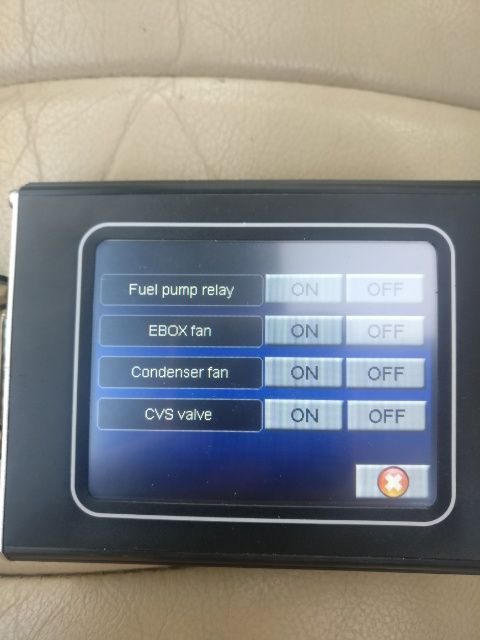 Fuel pump relay ON OFF
EBOX fan ON OFF
Condenser fan ON OFF
CVS valve ON OFF